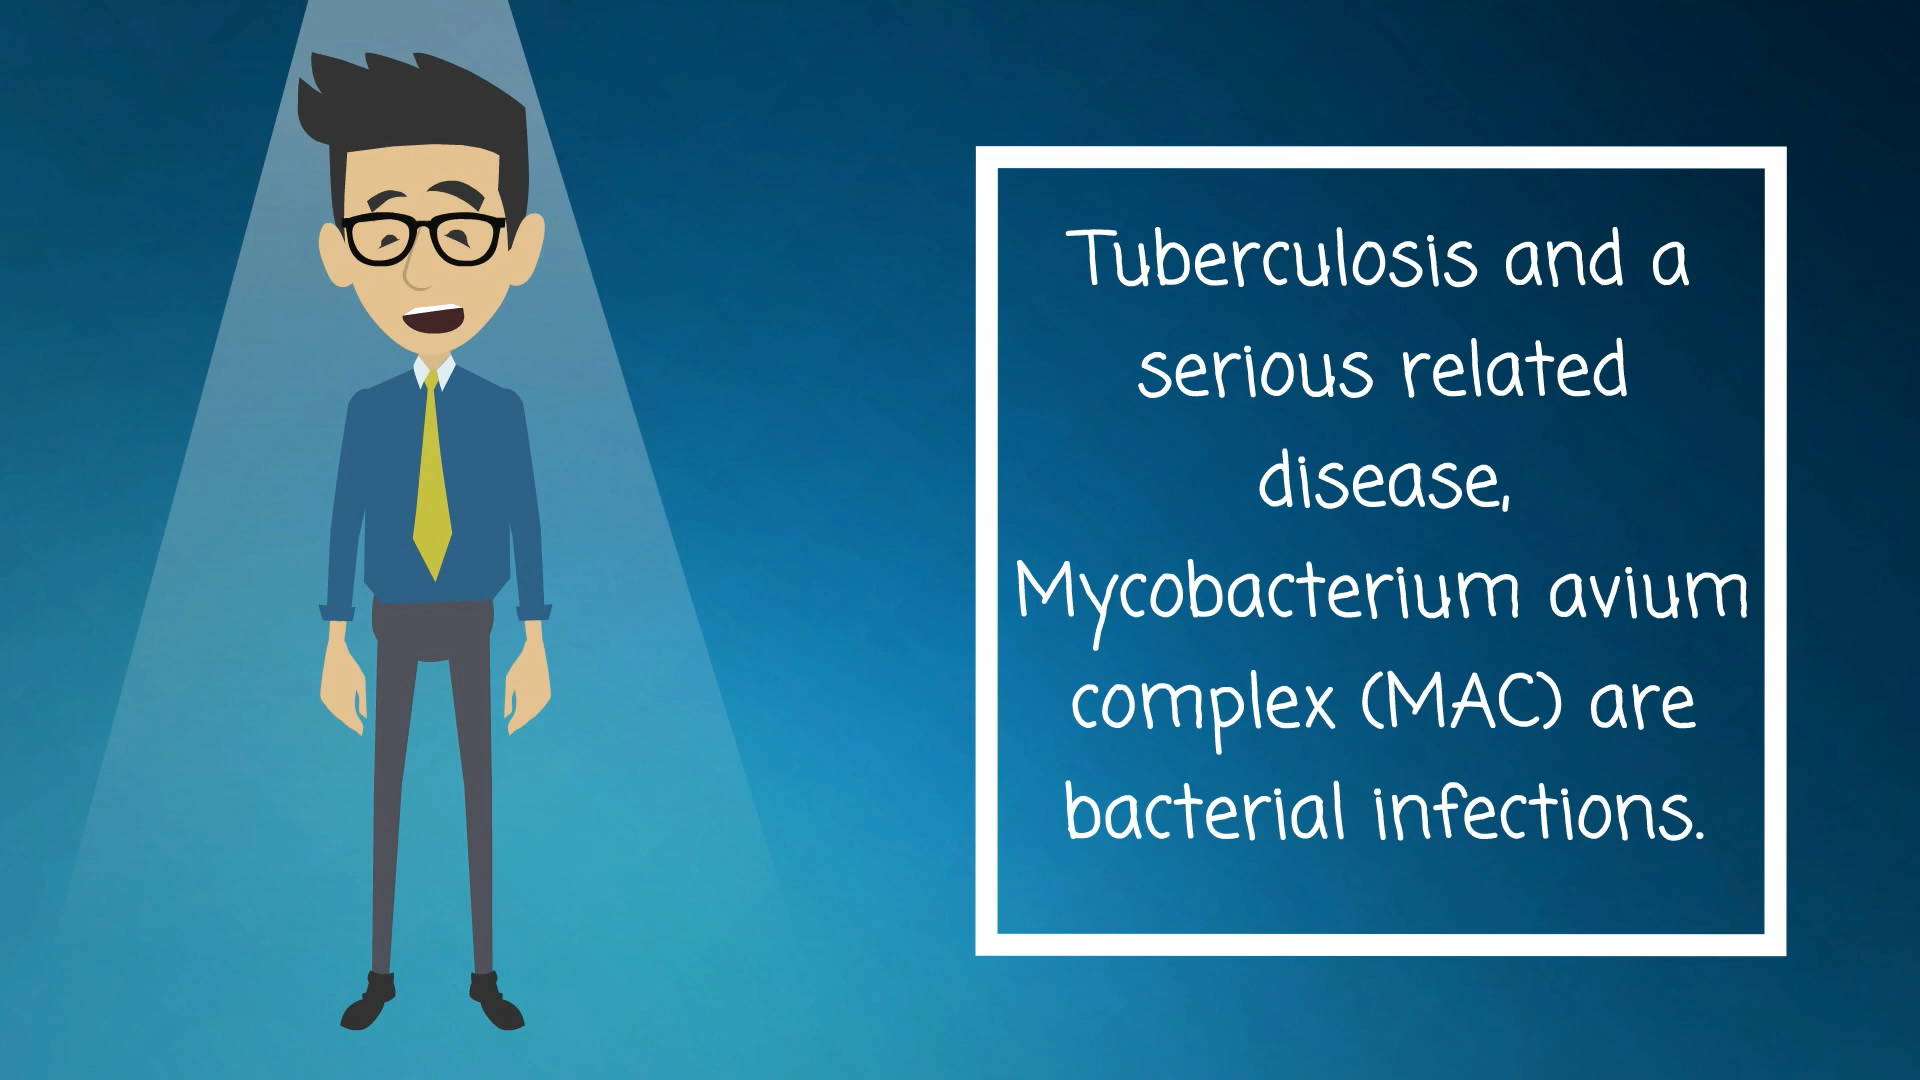 Tuberculosis and a
serious related
disease,
Mycobacterium avium
complex (MAC) are
bacterial infections.